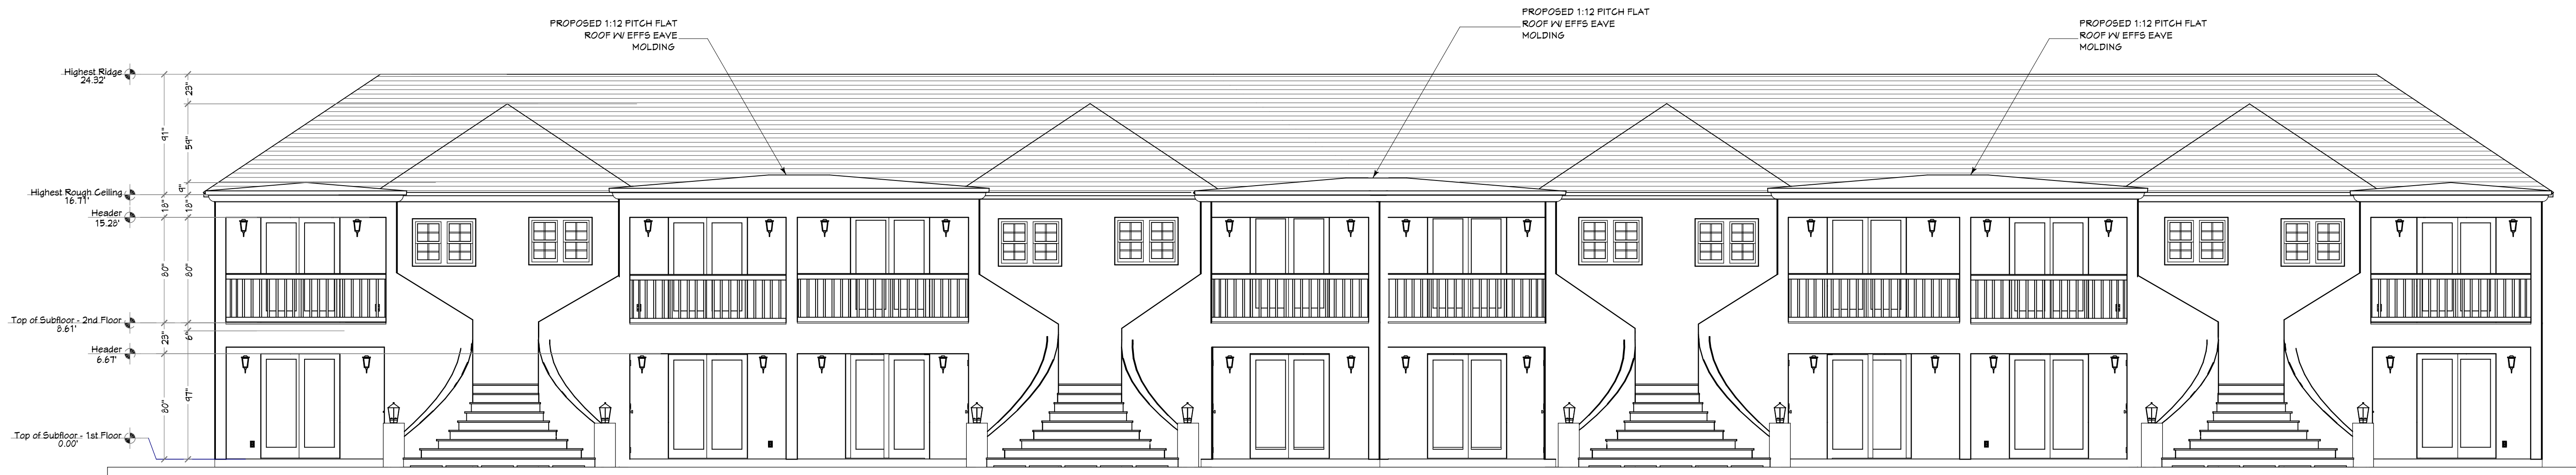 PROPOSED 1:12 PITCH FLAT
ROOF W/ EFFS EAVE
MOLDING
PROPOSED 1:12 PITCH FLAT
ROOF W/ EFFS EAVE
MOLDING
PROPOSED 1:12 PITCH FLAT
ROOF W/ EFFS EAVE
MOLDING
Highest Ridge
24.32'
23"
91"
59"
9"
Highest Rough Ceiling
16.71'
18"
18"
Header
15.28'
80"
80"
Top of Subfloor - 2nd Floor
8.61'
23"
6"
Header
6.67'
80"
97"
Top of Subfloor - 1st Floor
0.00'